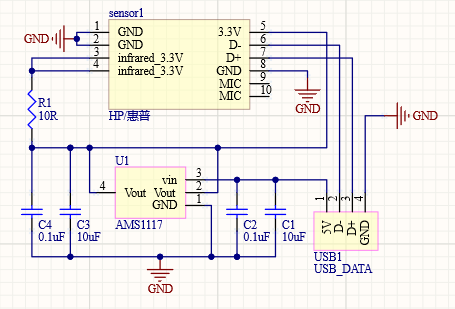 sensor1
GND
1 GND
2 GND
3 infrared_3.3V
4 infrared_3.3V
3.3V 5
D- 6
D+ 7
GND 8
MIC 9
MIC 10
HP/惠普
GND
GND
R1
10R
U1
4 Vout
vin 3
Vout 2
GND 1
AMS1117
C4
0.1uF
C3
10uF
C2
0.1uF
C1
10uF
GND
1 5V
2 D-
3 D+
4 GND
USB1
USB_DATA